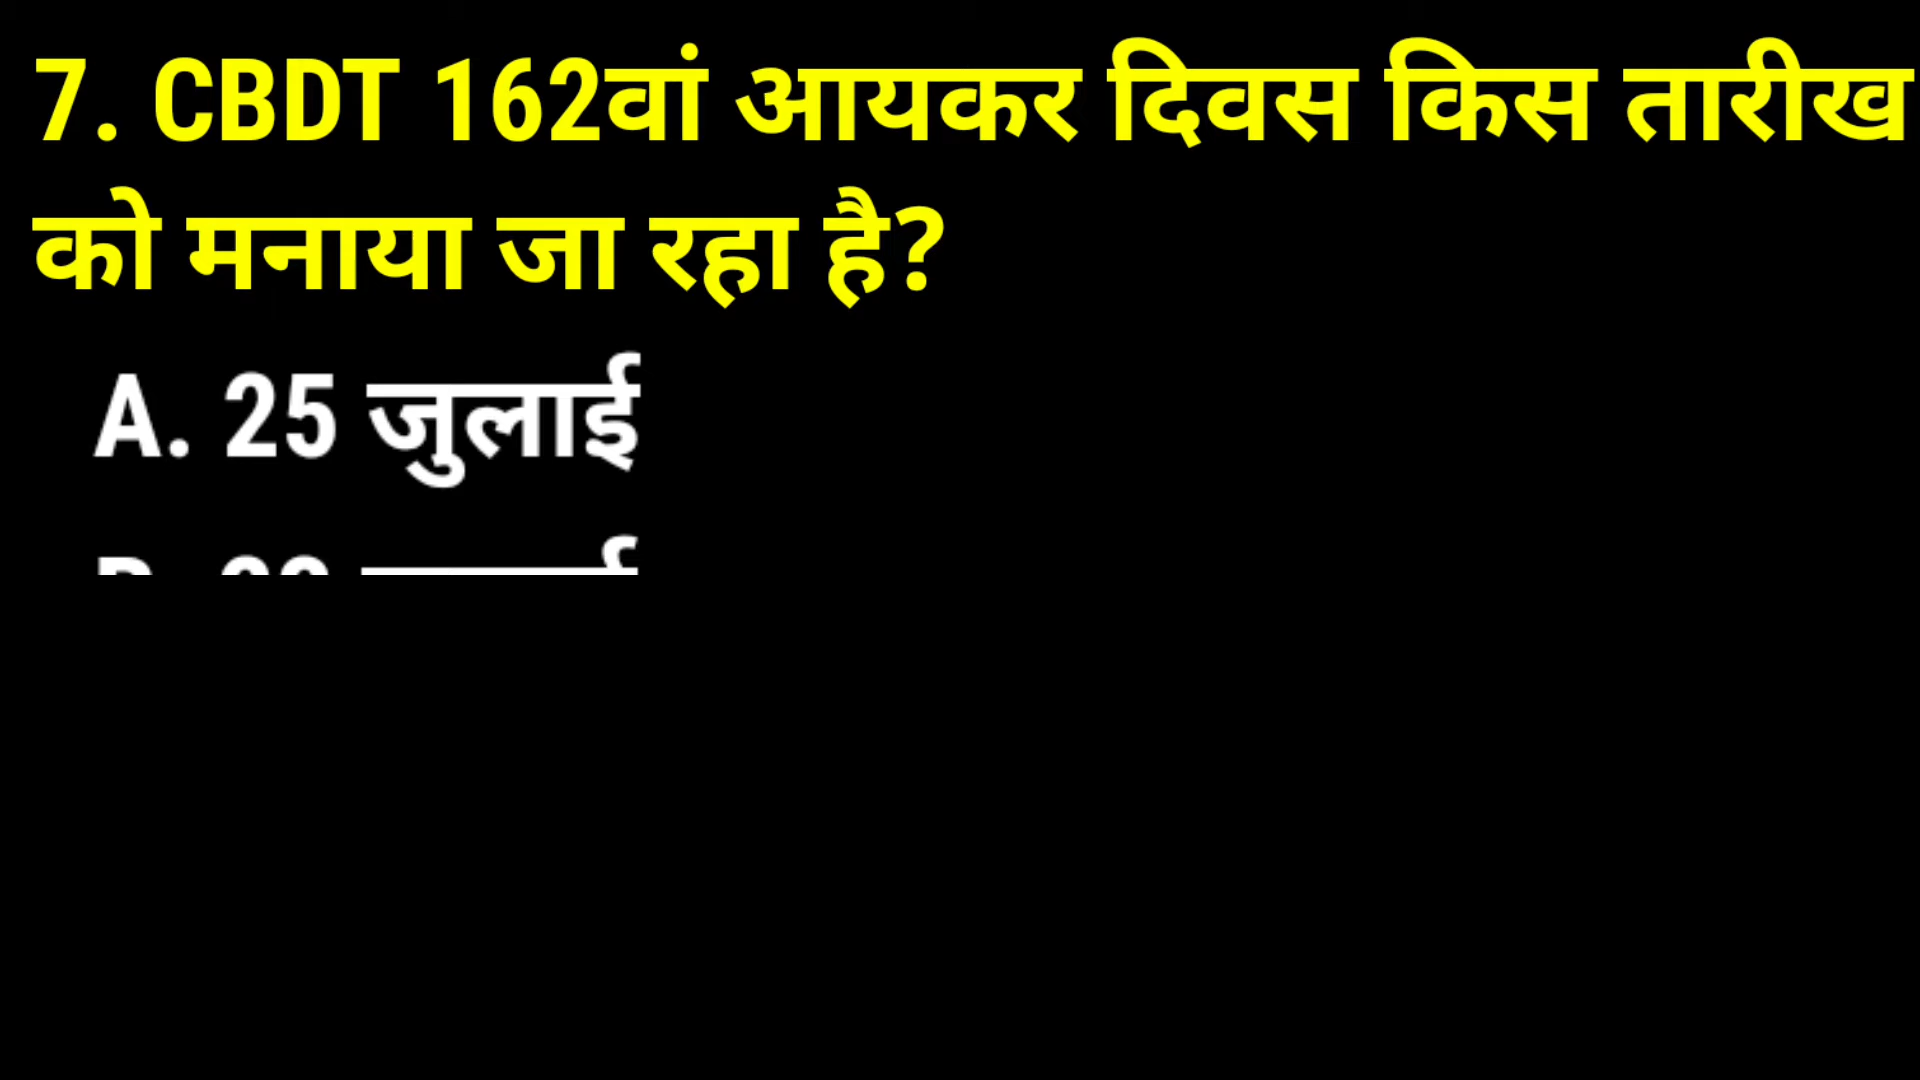 7. CBDT 162वां आयकर दिवस किस तारीख
को मनाया जा रहा है?
A. 25 जुलाई